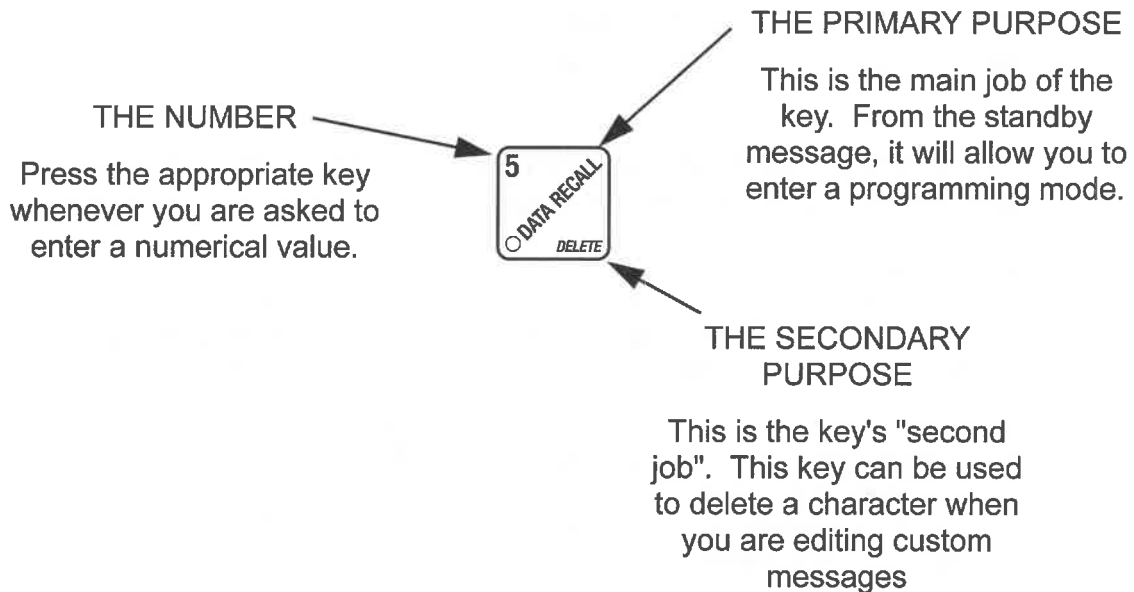 THE PRIMARY PURPOSE
This is the main job of the
key. From the standby
message, it will allow you to
enter a programming mode.
THE NUMBER
Press the appropriate key
whenever you are asked to
enter a numerical value.
5
DATA RECALL
DELETE
THE SECONDARY
PURPOSE
This is the key's "second
job". This key can be used
to delete a character when
you are editing custom
messages